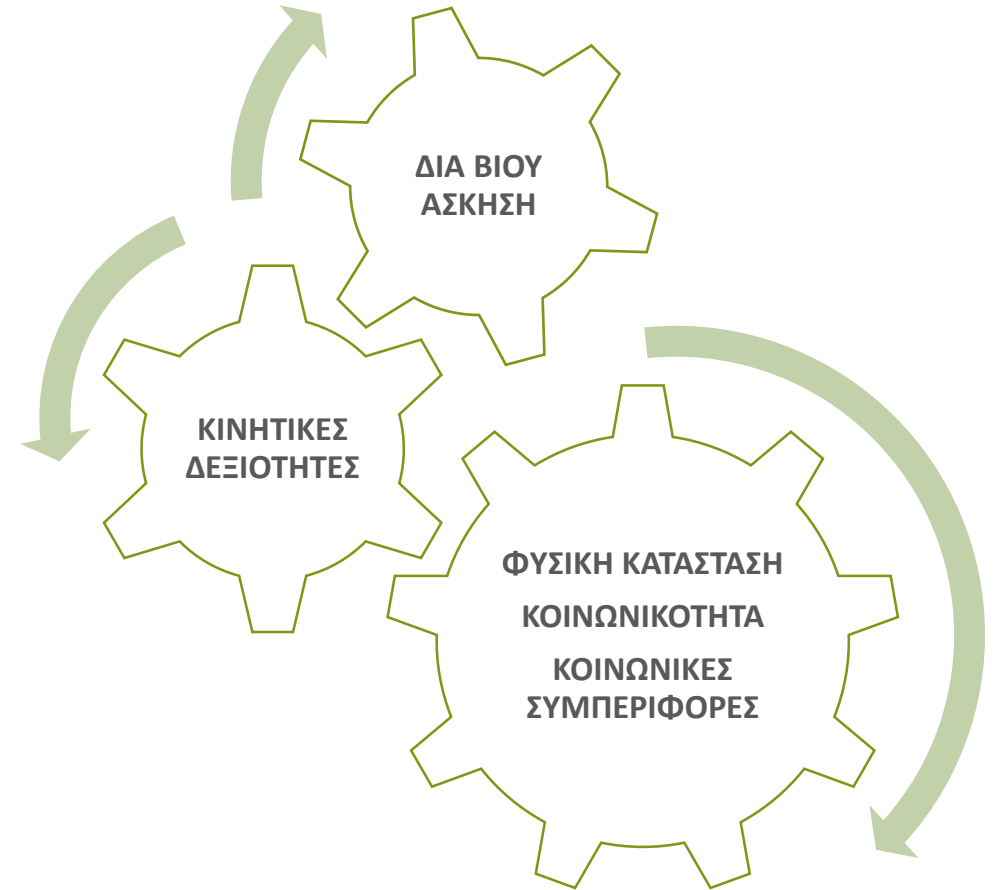 ΔΙΑ ΒΙΟΥ
ΑΣΚΗΣΗ
ΚΙΝΗΤΙΚΕΣ
ΔΕΞΙΟΤΗΤΕΣ
ΦΥΣΙΚΗ ΚΑΤΑΣΤΑΣΗ
ΚΟΙΝΩΝΙΚΟΤΗΤΑ
ΚΟΙΝΩΝΙΚΕΣ
ΣΥΜΠΕΡΙΦΟΡΕΣ